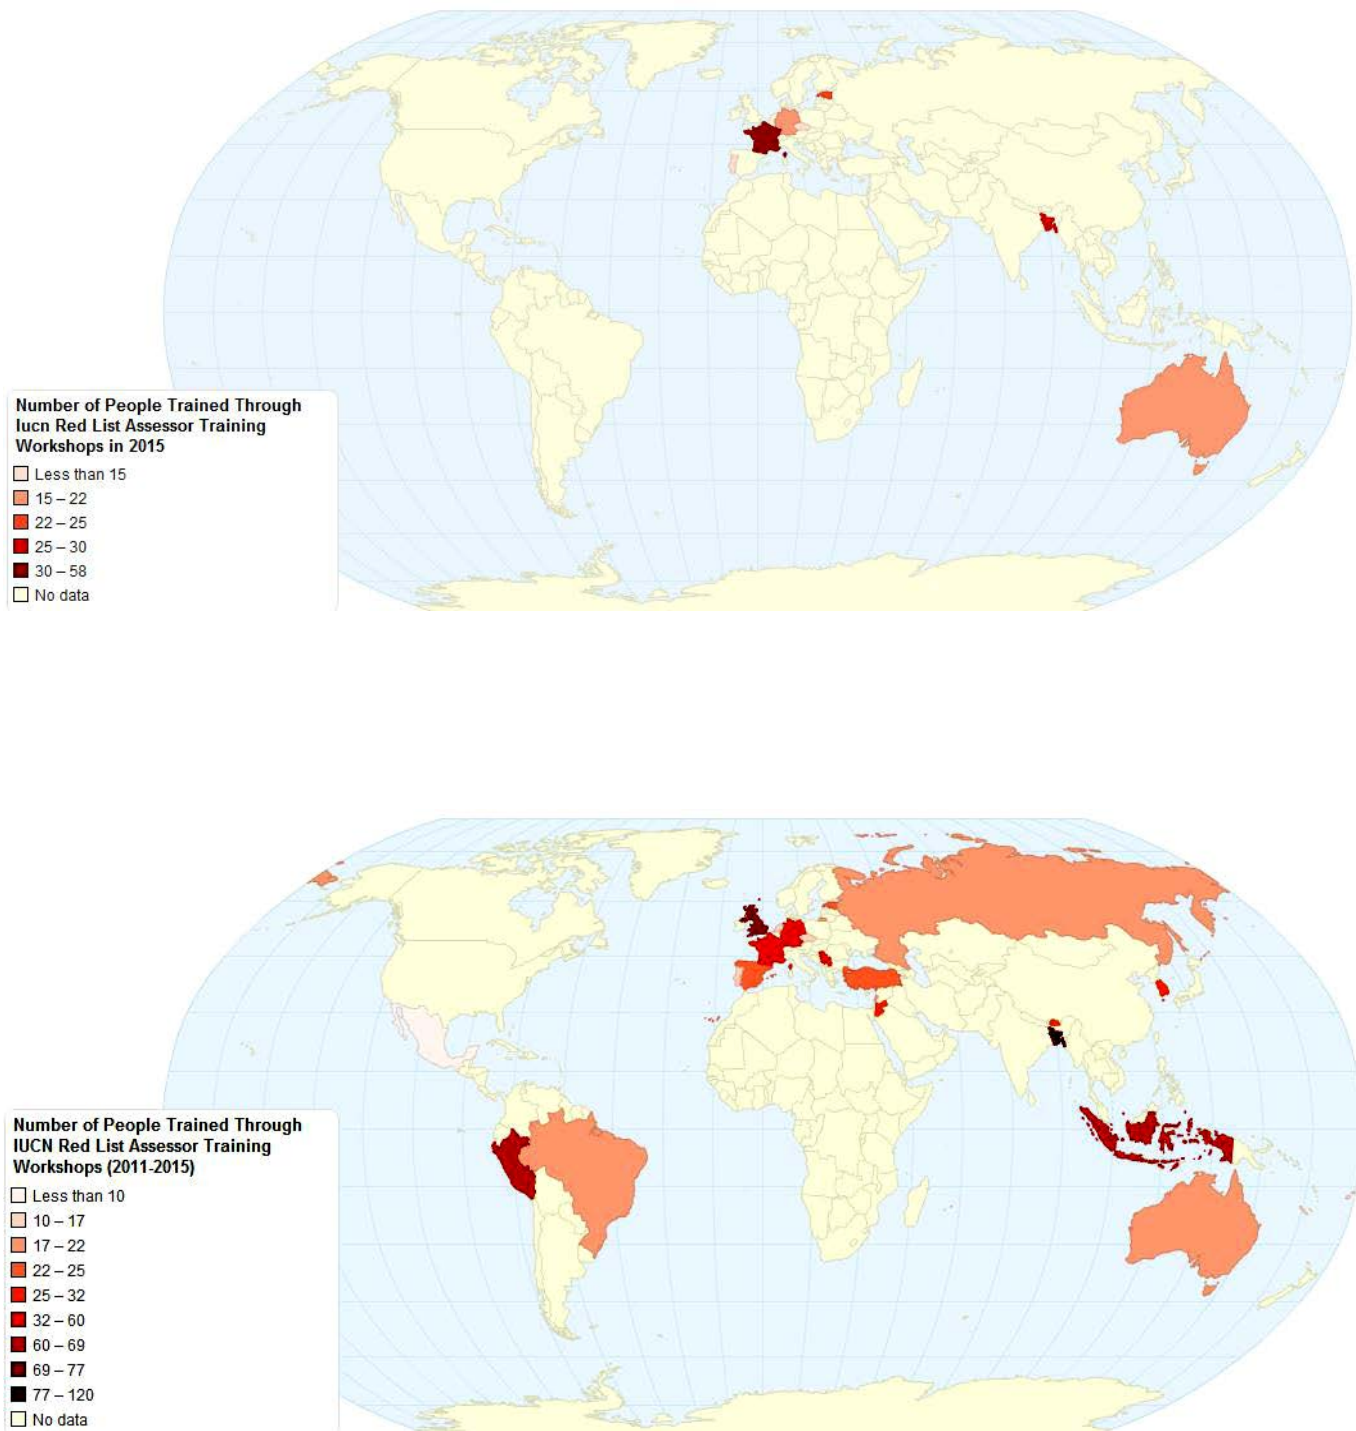 Number of People Trained Through
Iucn Red List Assessor Training
Workshops in 2015
Less than 15
15 – 22
22 – 25
25 – 30
30 – 58
No data
Number of People Trained Through
IUCN Red List Assessor Training
Workshops (2011-2015)
Less than 10
10 – 17
17 – 22
22 – 25
25 – 32
32 – 60
60 – 69
69 – 77
77 – 120
No data